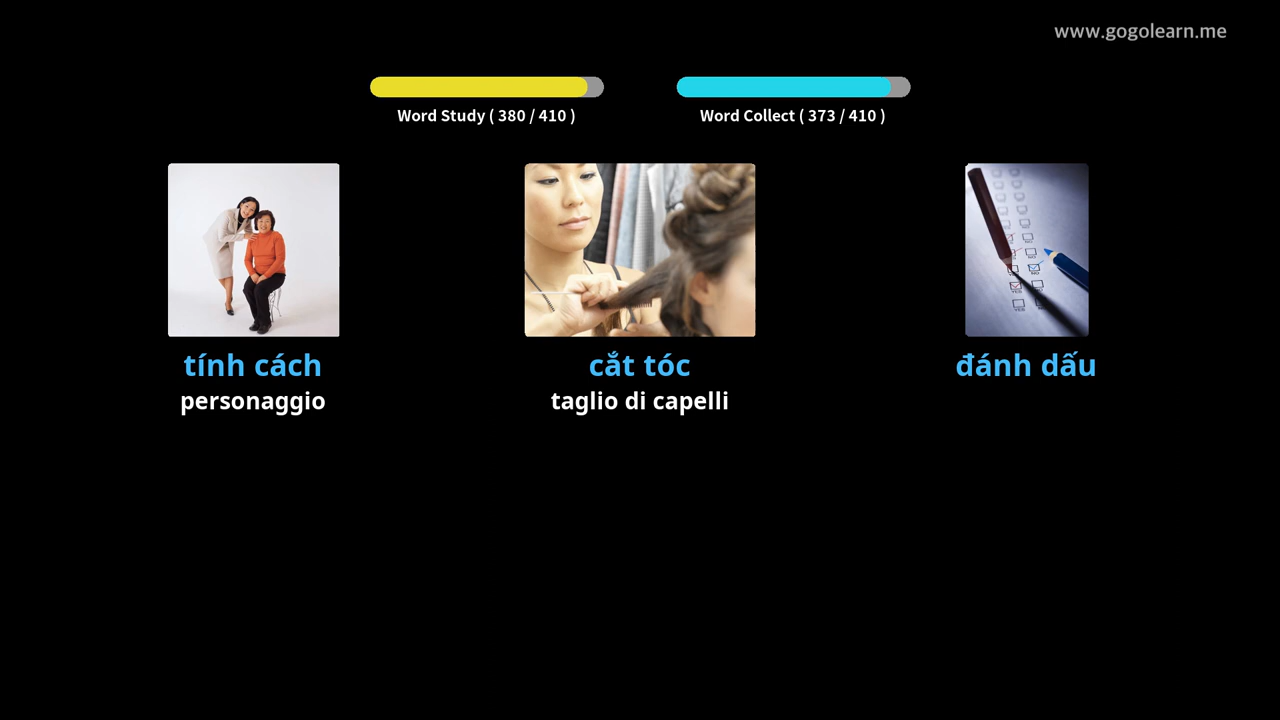 www.gogolearn.me
Word Study ( 380 / 410 )
Word Collect ( 373 / 410 )
tính cách
personaggio
cắt tóc
taglio di capelli
đánh dấu